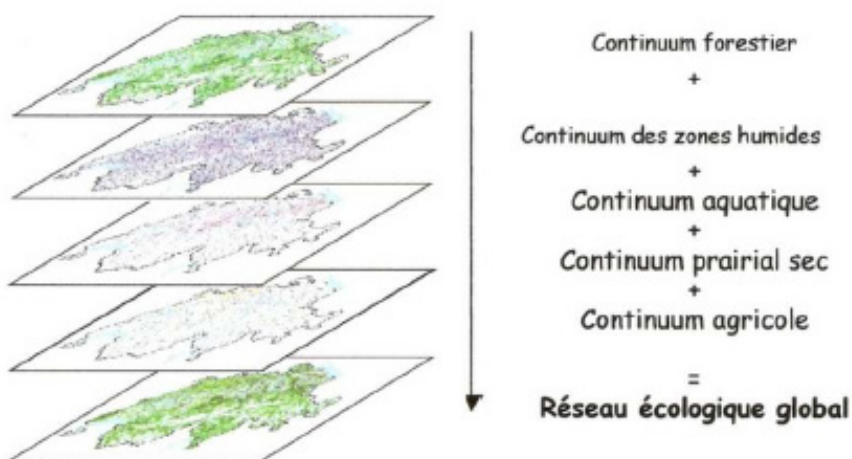 Continuum forestier
+
Continuum des zones humides
+
Continuum aquatique
+
Continuum prairial sec
+
Continuum agricole
=
Réseau écologique global